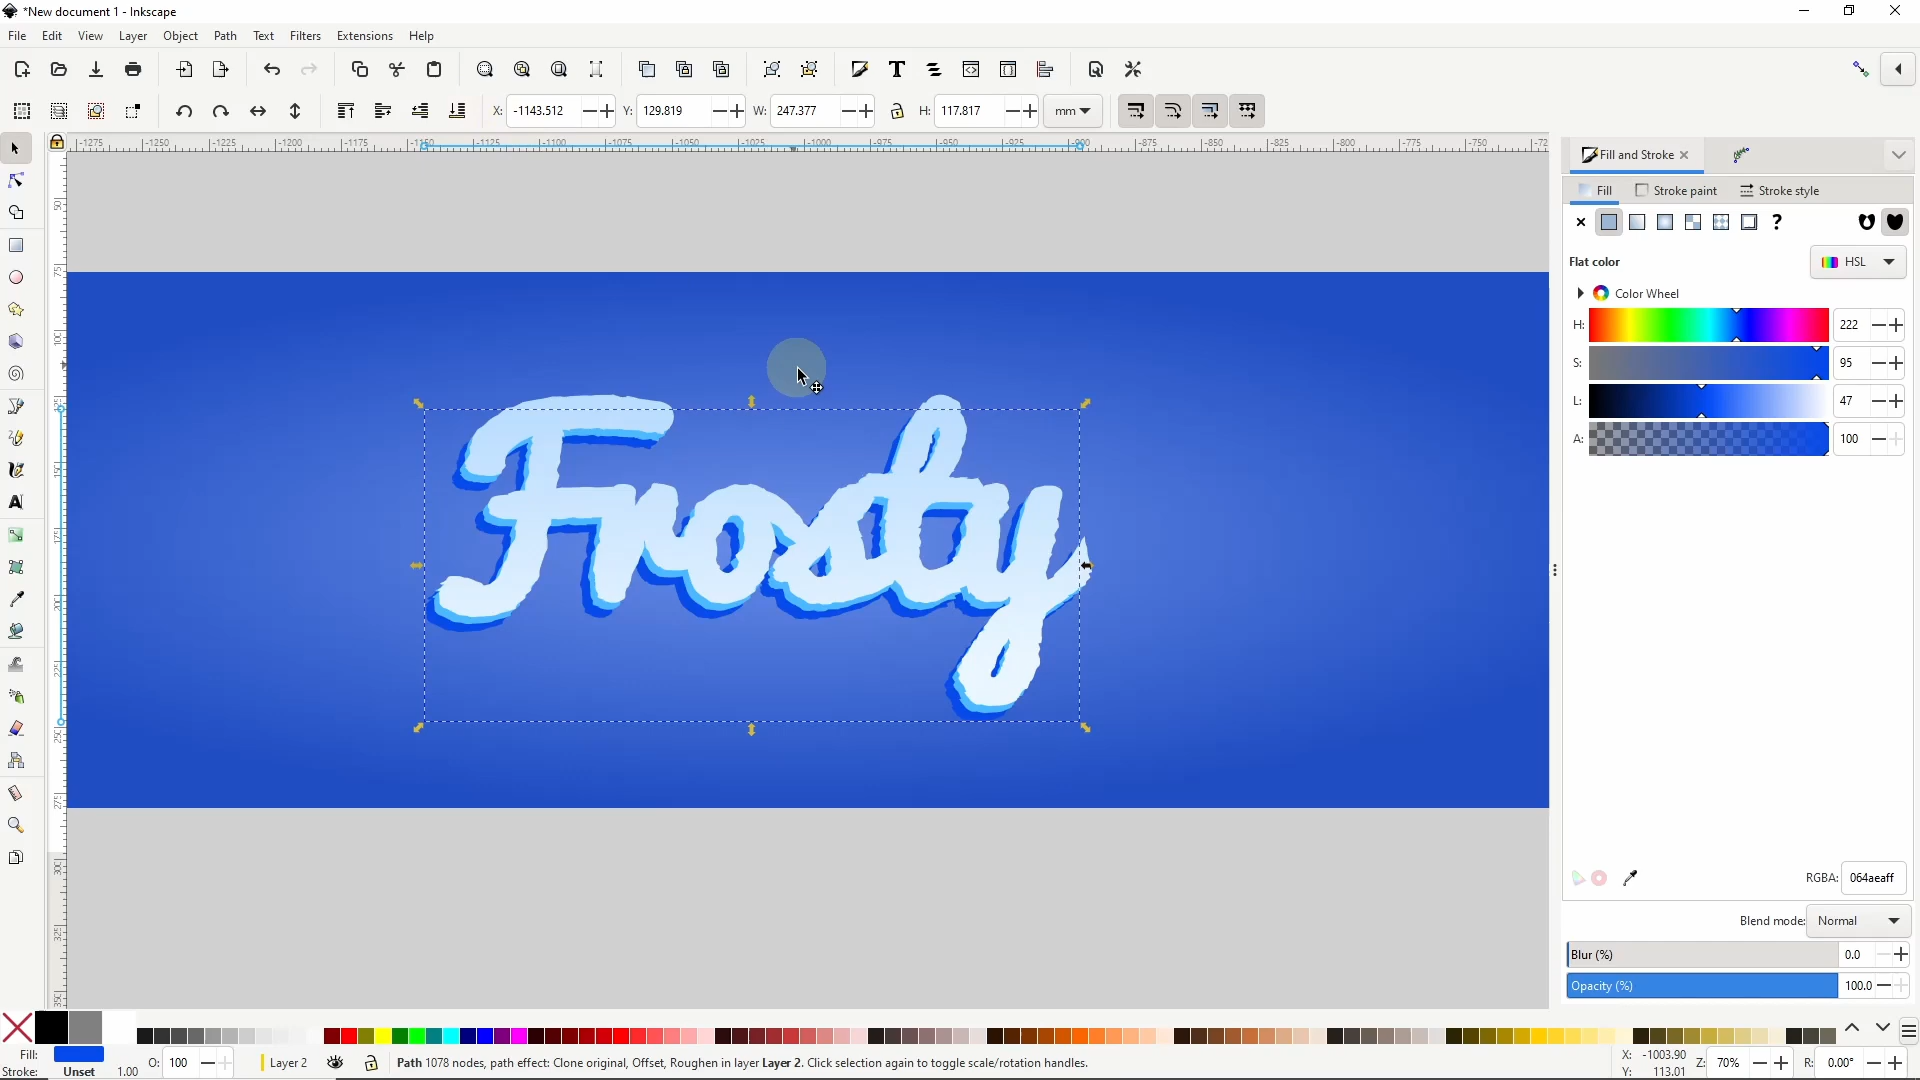 *New document 1 - Inkscape
File Edit View Layer Object Path Text Filters Extensions Help
X: -1143.512 Y: 129.819 W: 247.377 H: 117.817 mm
Fill and Stroke
Fill Stroke paint Stroke style
Flat color HSL
Color Wheel
H: 222
S: 95
L: 47
A: 100
Frosty
RGBA: 064aeaff
Blend mode: Normal
Blur (%) 0.0
Opacity (%) 100.0
Fill:
Stroke: Unset 1.00 O: 100 Layer 2 Path 1078 nodes, path effect: Clone original, Offset, Roughen in layer Layer 2. Click selection again to toggle scale/rotation handles.
X: -1003.90
Y: 113.01
Z: 70% R: 0.00°